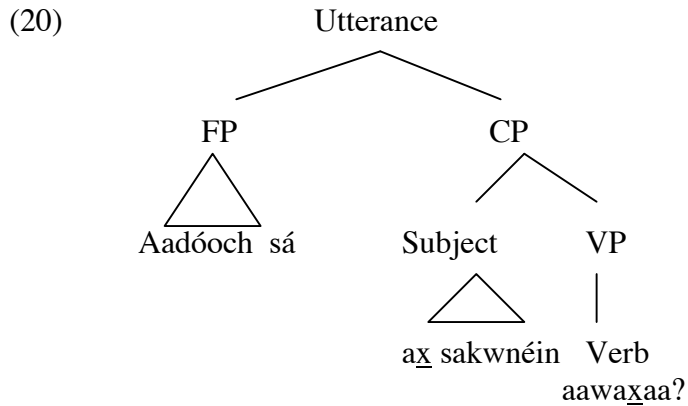 (20) Utterance
FP CP
Aadóoch sá Subject VP
ax̱ sakwnéin Verb
aawax̱aa?